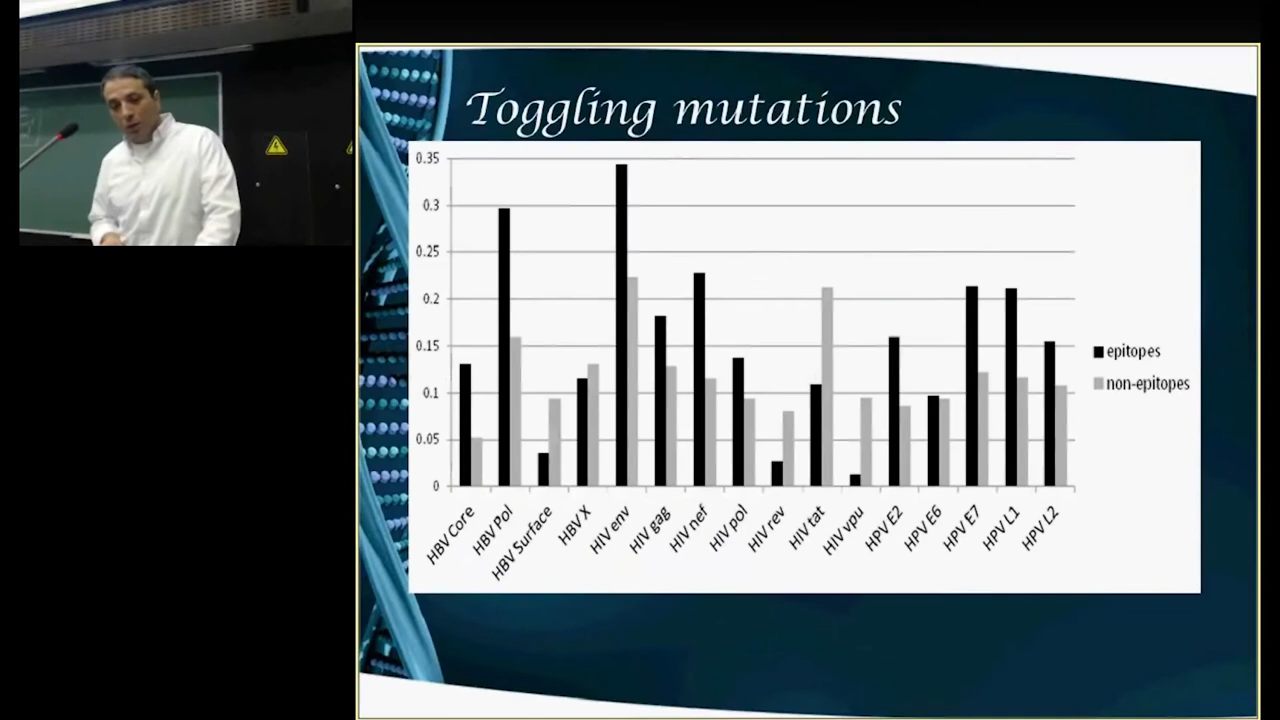 Toggling mutations
0.35
0.3
0.25
0.2
0.15
0.1
0.05
0
HBV Core
HBV Pol
HBV Surface
HBV X
HIV env
HIV gag
HIV nef
HIV pol
HIV rev
HIV tat
HIV vpu
HPV E2
HPV E6
HPV E7
HPV L1
HPV L2
epitopes
non-epitopes